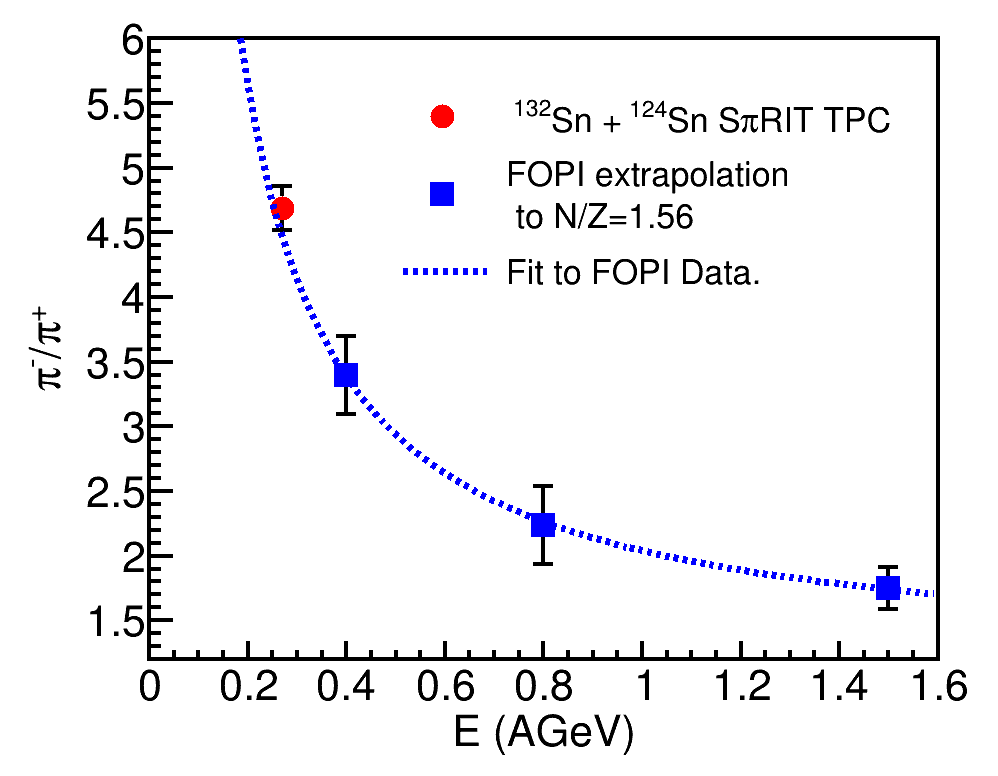 6
5.5
5
4.5
4
3.5
3
2.5
2
1.5
π⁻/π⁺
¹³²Sn + ¹²⁴Sn SπRIT TPC
FOPI extrapolation
to N/Z=1.56
Fit to FOPI Data.
0 0.2 0.4 0.6 0.8 1 1.2 1.4 1.6
E (AGeV)